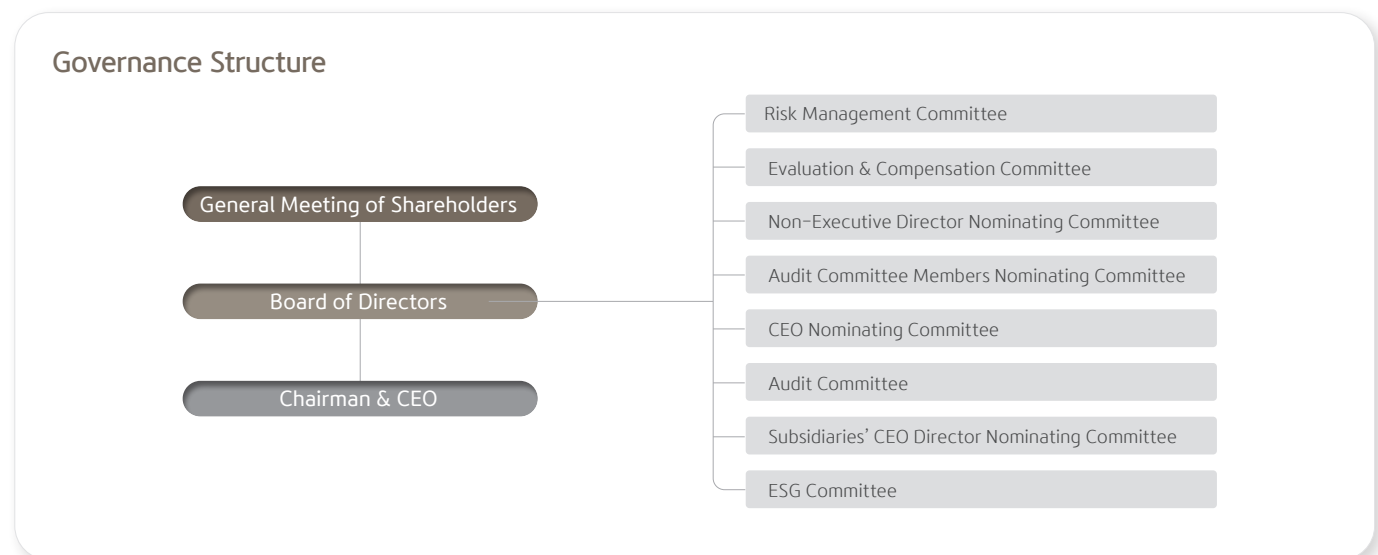 Governance Structure
General Meeting of Shareholders
Board of Directors
Chairman & CEO
Risk Management Committee
Evaluation & Compensation Committee
Non-Executive Director Nominating Committee
Audit Committee Members Nominating Committee
CEO Nominating Committee
Audit Committee
Subsidiaries’ CEO Director Nominating Committee
ESG Committee